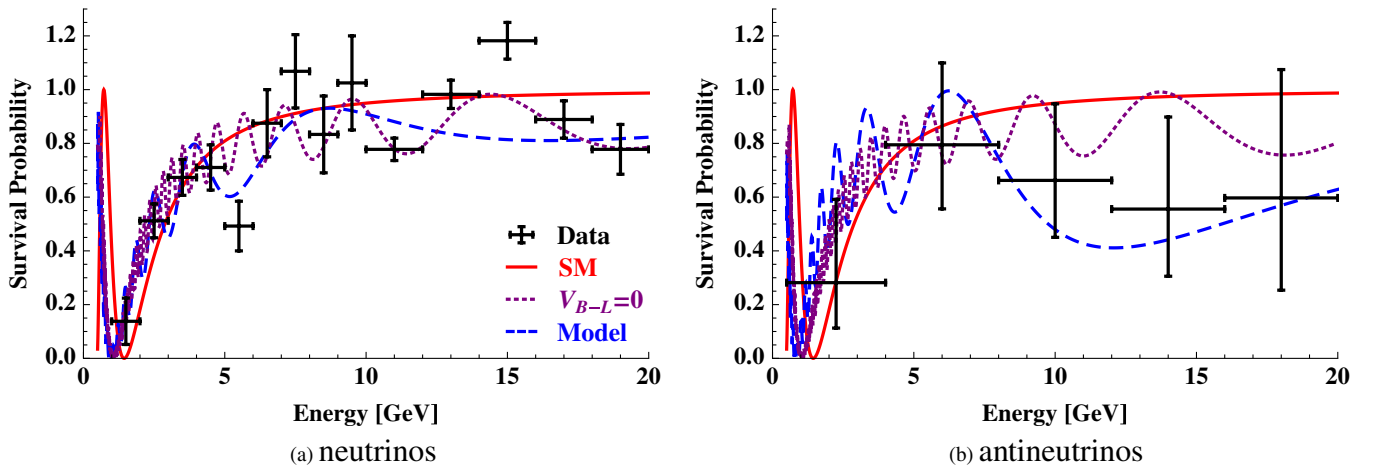 Survival Probability
1.2
1.0
0.8
0.6
0.4
0.2
0.0
Data
SM
V_{B-L}=0
Model
0 5 10 15 20
Energy [GeV]
(a) neutrinos
Survival Probability
1.2
1.0
0.8
0.6
0.4
0.2
0.0
0 5 10 15 20
Energy [GeV]
(b) antineutrinos